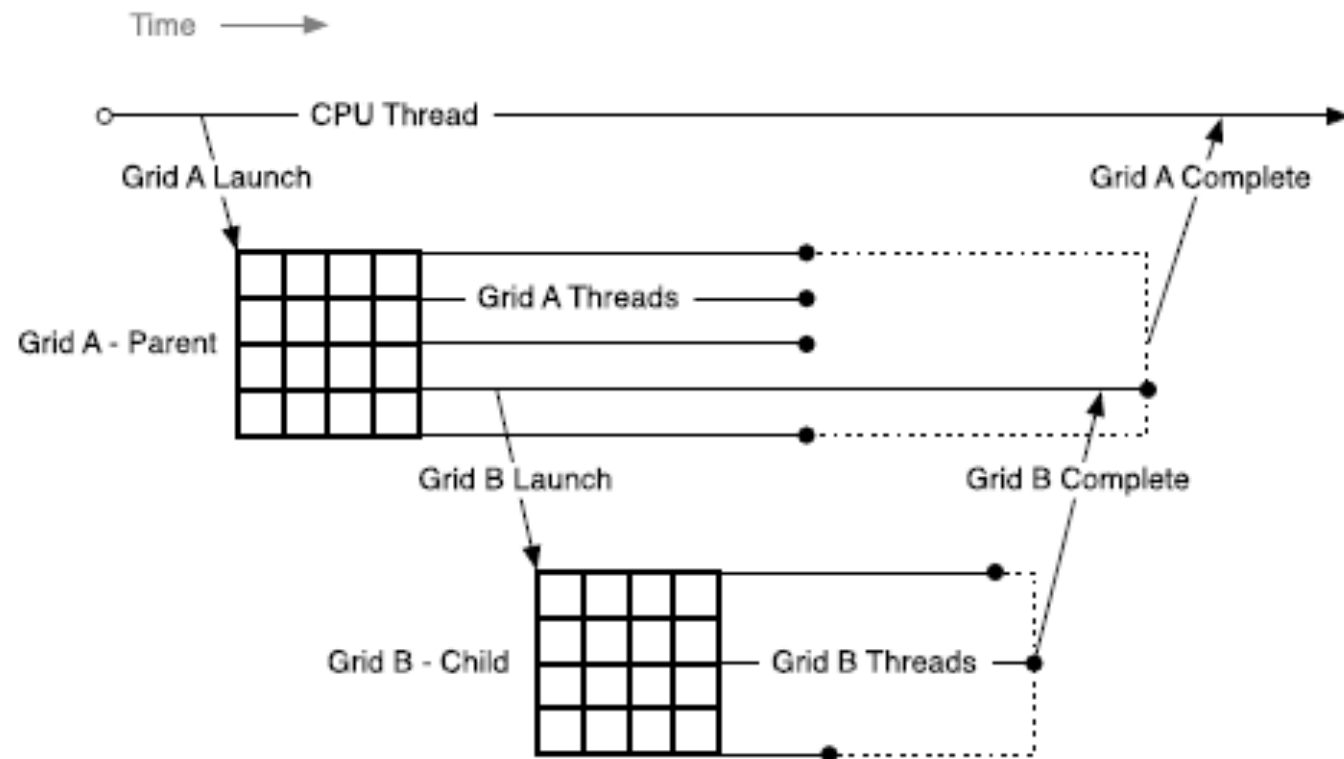 Time
CPU Thread
Grid A Launch
Grid A Complete
Grid A Threads
Grid A - Parent
Grid B Launch
Grid B Complete
Grid B - Child
Grid B Threads